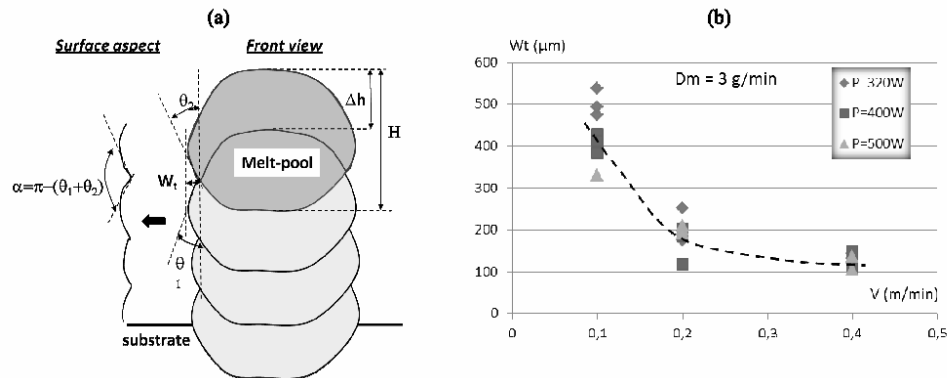 (a)
Surface aspect
Front view
θ2
Δh
H
Melt-pool
Wt
α=π–(θ1+θ2)
θ
1
substrate
(b)
Wt (µm)
Dm = 3 g/min
P=320W
P=400W
P=500W
600
500
400
300
200
100
0
V (m/min)
0
0,1
0,2
0,3
0,4
0,5